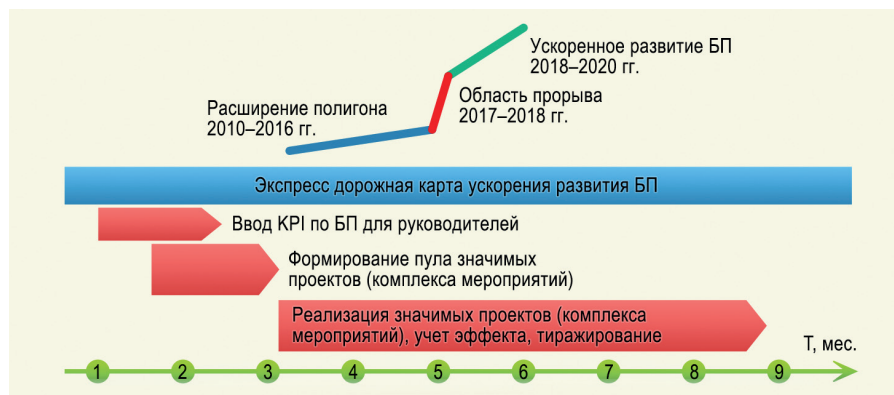 Ускоренное развитие БП
2018–2020 гг.
Область прорыва
2017–2018 гг.
Расширение полигона
2010–2016 гг.
Экспресс дорожная карта ускорения развития БП
Ввод KPI по БП для руководителей
Формирование пула значимых
проектов (комплекса мероприятий)
Реализация значимых проектов (комплекса
мероприятий), учет эффекта, тиражирование
Т, мес.
1 2 3 4 5 6 7 8 9